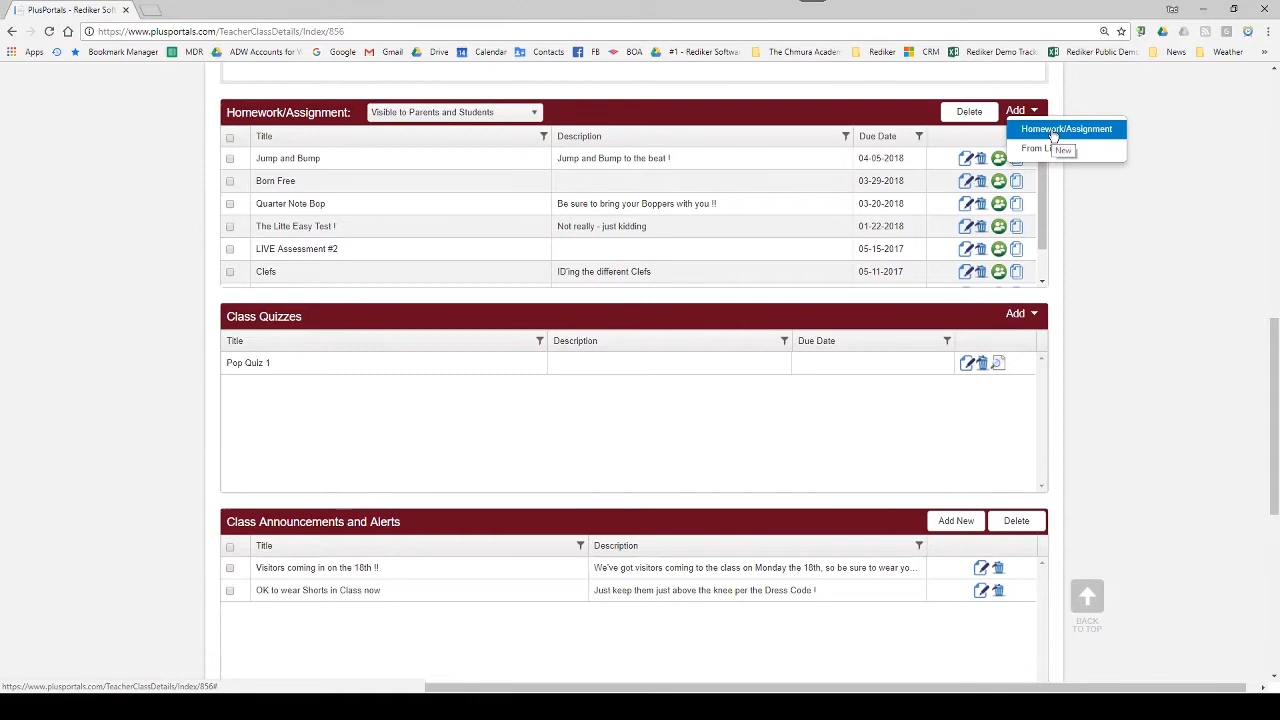 PlusPortals - Rediker Soft
https://www.plusportals.com/TeacherClassDetails/Index/856
Apps
Bookmark Manager
MDR
ADW Accounts for
Google
Gmail
Drive
Calendar
Contacts
FB
BOA
#1 - Rediker Softwa
The Chmura Acade
Rediker
CRM
Rediker Demo Track
Rediker Public Dem
News
Weather
Homework/Assignment:
Visible to Parents and Students
Delete
Add
Homework/Assignment
From Li
New
Title
Description
Due Date
Jump and Bump
Jump and Bump to the beat !
04-05-2018
Born Free
03-29-2018
Quarter Note Bop
Be sure to bring your Boppers with you !!
03-20-2018
The Litte Easy Test !
Not really - just kidding
01-22-2018
LIVE Assessment #2
05-15-2017
Clefs
ID'ing the different Clefs
05-11-2017
Class Quizzes
Add
Title
Description
Due Date
Pop Quiz 1
Class Announcements and Alerts
Add New
Delete
Title
Description
Visitors coming in on the 18th !!
We've got visitors coming to the class on Monday the 18th, so be sure to wear yo...
OK to wear Shorts in Class now
Just keep them just above the knee per the Dress Code !
BACK
TO TOP
https://www.plusportals.com/TeacherClassDetails/Index/856#